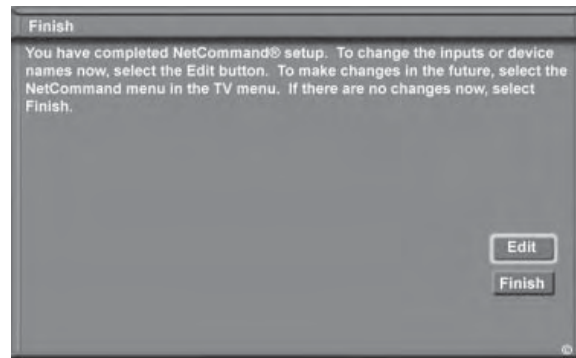 Finish
You have completed NetCommand® setup. To change the inputs or device
names now, select the Edit button. To make changes in the future, select the
NetCommand menu in the TV menu. If there are no changes now, select
Finish.
Edit
Finish